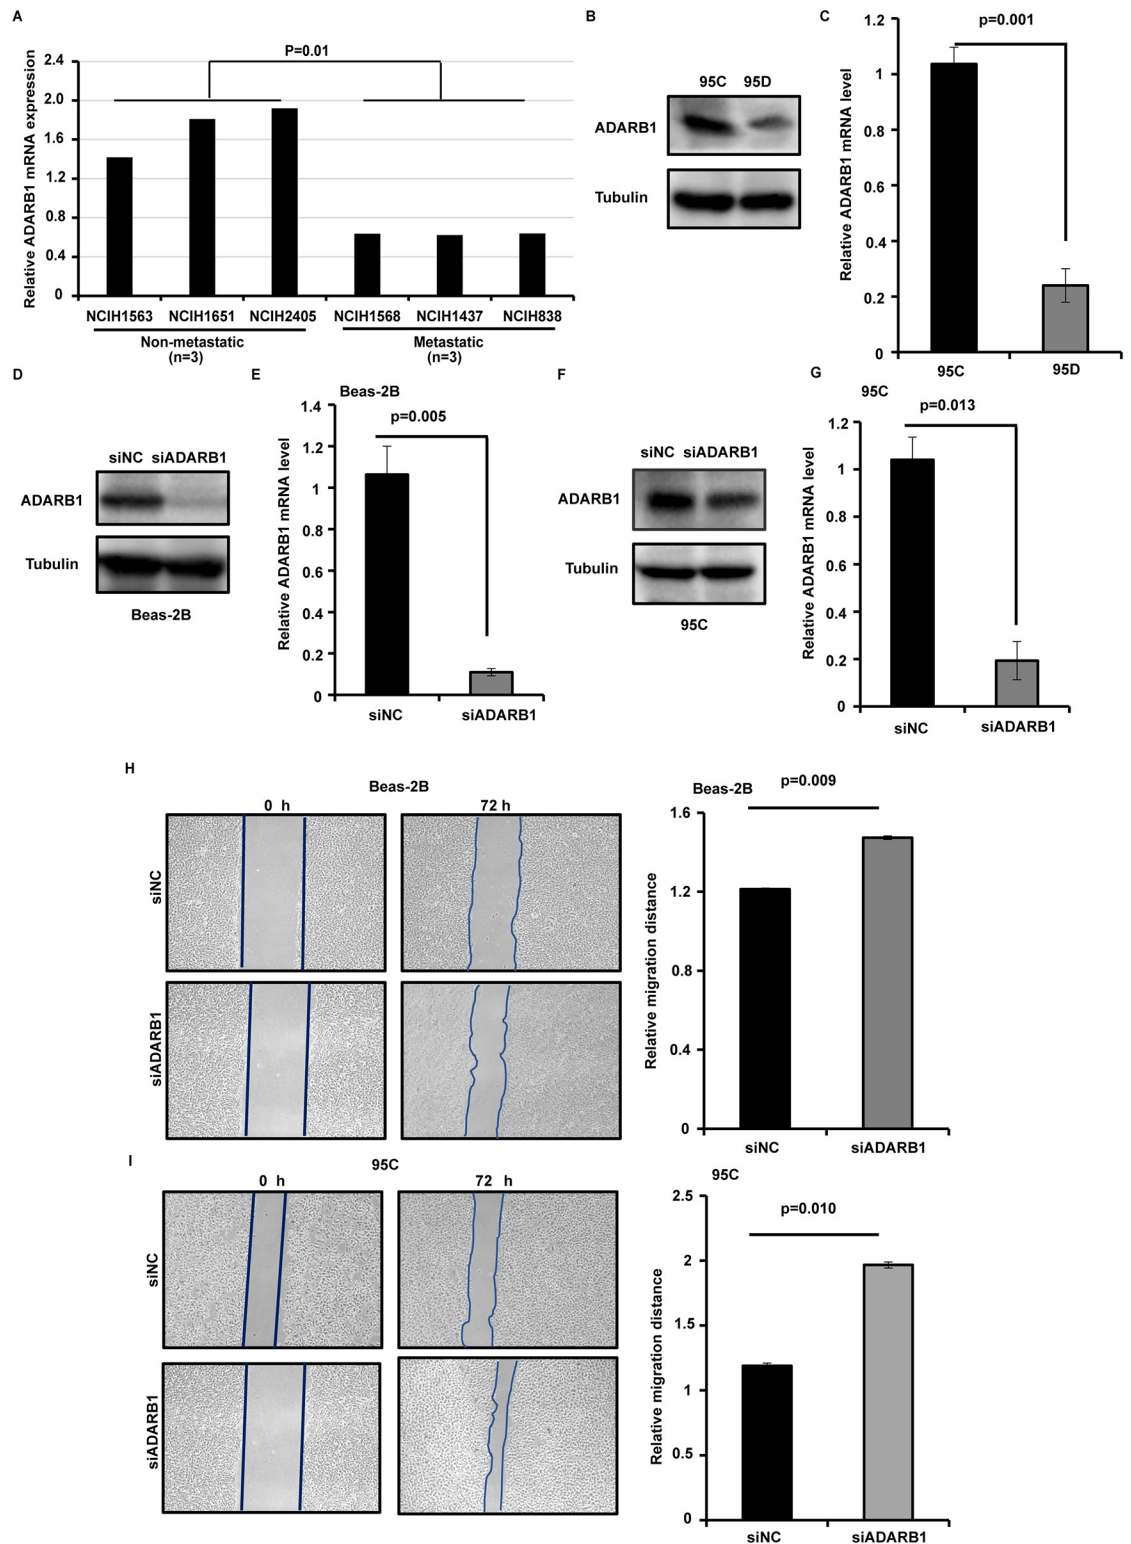 A
P=0.01
Relative ADARB1 mRNA expression
2.4
2.0
1.6
1.2
0.8
0.4
0
NCIH1563 NCIH1651 NCIH2405 NCIH1568 NCIH1437 NCIH838
Non-metastatic Metastatic
(n=3) (n=3)
B
95C 95D
ADARB1
Tubulin
C
p=0.001
Relative ADARB1 mRNA level
1.2
1
0.8
0.6
0.4
0.2
0
95C 95D
D
siNC siADARB1
ADARB1
Tubulin
Beas-2B
E
Beas-2B
p=0.005
Relative ADARB1 mRNA level
1.4
1.2
1
0.8
0.6
0.4
0.2
0
siNC siADARB1
F
siNC siADARB1
ADARB1
Tubulin
95C
G
95C
p=0.013
Relative ADARB1 mRNA level
1.2
1
0.8
0.6
0.4
0.2
0
siNC siADARB1
H
Beas-2B
0 h 72 h
siNC
siADARB1
Beas-2B
p=0.009
Relative migration distance
1.6
1.2
0.8
0.4
0
siNC siADARB1
I
95C
0 h 72 h
siNC
siADARB1
95C
p=0.010
Relative migration distance
2.5
2
1.5
1
0.5
0
siNC siADARB1